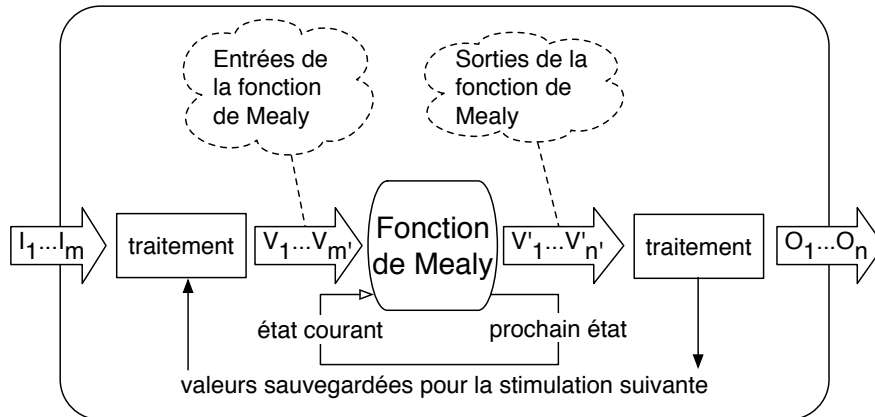 Entrées de
la fonction
de Mealy
Sorties de la
fonction de
Mealy
I1...Im
traitement
V1...Vm'
Fonction
de Mealy
V'1...V'n'
traitement
O1...On
état courant
prochain état
valeurs sauvegardées pour la stimulation suivante